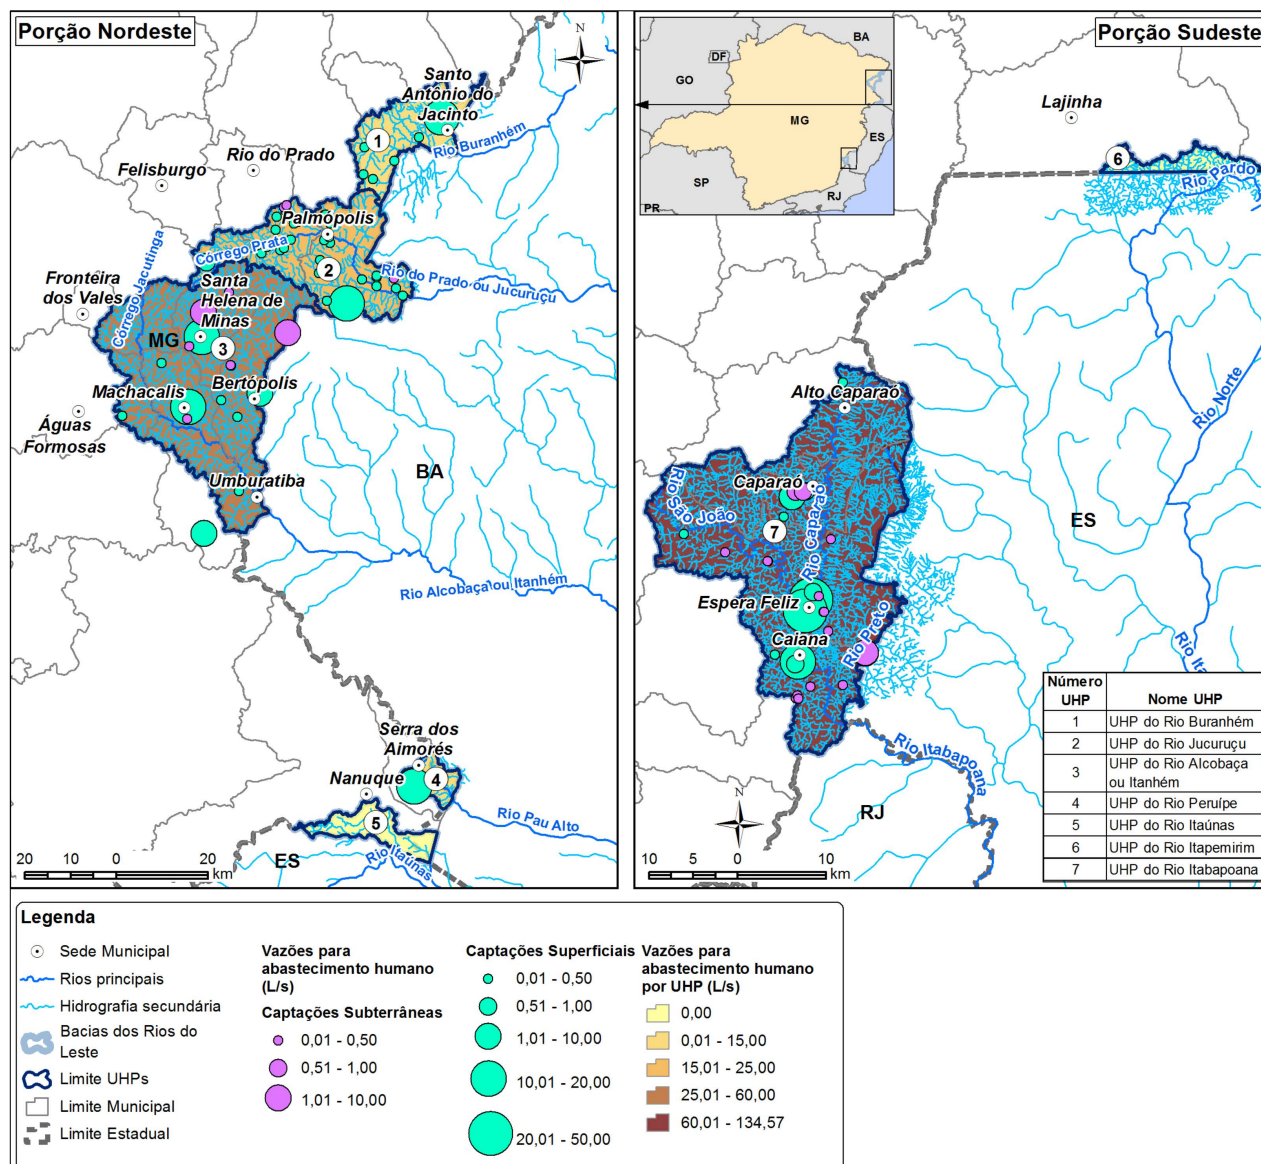 Porção Nordeste
N
Santo
Antônio do
Jacinto
1
Rio Buranhém
Rio do Prado
Felisburgo
Palmópolis
Córrego Prata
2
Rio do Prado ou Jucuruçu
Córrego Jacutinga
Fronteira
dos Vales
Santa
Helena de
Minas
MG
3
Machacalis
Bertópolis
Águas
Formosas
BA
Umburatiba
Rio Alcobaça ou Itanhém
Serra dos
Aimorés
Nanuque
4
5
Rio Pau Alto
ES
Rio Itaúnas
20 10 0 20
km
Porção Sudeste
BA
DF
GO
MG
ES
SP
RJ
PR
Lajinha
6
Rio Pardo
Alto Caparaó
Rio Norte
Caparaó
Rio São João
7
Rio Caparaó
ES
Espera Feliz
Caiana
Rio Preto
Rio Ita
Rio Itabapoana
N
RJ
10 5 0 10
km
Número
UHP
Nome UHP
1 UHP do Rio Buranhém
2 UHP do Rio Jucuruçu
3 UHP do Rio Alcobaça
ou Itanhém
4 UHP do Rio Peruípe
5 UHP do Rio Itaúnas
6 UHP do Rio Itapemirim
7 UHP do Rio Itabapoana
Legenda
Sede Municipal
Rios principais
Hidrografia secundária
Bacias dos Rios do
Leste
Limite UHPs
Limite Municipal
Limite Estadual
Vazões para
abastecimento humano
(L/s)
Captações Subterrâneas
0,01 - 0,50
0,51 - 1,00
1,01 - 10,00
Captações Superficiais
0,01 - 0,50
0,51 - 1,00
1,01 - 10,00
10,01 - 20,00
20,01 - 50,00
Vazões para
abastecimento humano
por UHP (L/s)
0,00
0,01 - 15,00
15,01 - 25,00
25,01 - 60,00
60,01 - 134,57